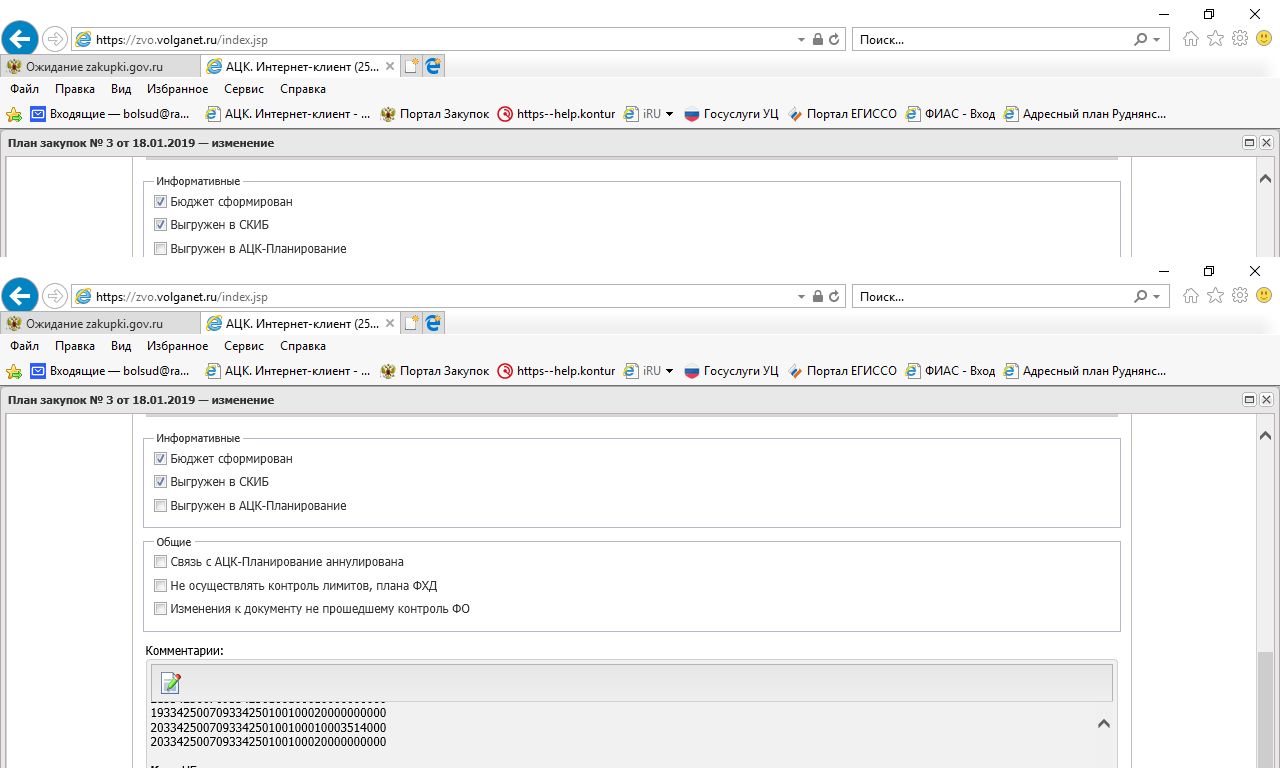 https://zvo.volganet.ru/index.jsp
Поиск...
Ожидание zakupki.gov.ru
АЦК. Интернет-клиент (25...
Файл Правка Вид Избранное Сервис Справка
Входящие — bolsud@ra... АЦК. Интернет-клиент - ... Портал Закупок https--help.kontur iRU Госуслуги УЦ Портал ЕГИССО ФИАС - Вход Адресный план Руднянс...
План закупок № 3 от 18.01.2019 — изменение
Информативные
Бюджет сформирован
Выгружен в СКИБ
Выгружен в АЦК-Планирование
https://zvo.volganet.ru/index.jsp
Поиск...
Ожидание zakupki.gov.ru
АЦК. Интернет-клиент (25...
Файл Правка Вид Избранное Сервис Справка
Входящие — bolsud@ra... АЦК. Интернет-клиент - ... Портал Закупок https--help.kontur iRU Госуслуги УЦ Портал ЕГИССО ФИАС - Вход Адресный план Руднянс...
План закупок № 3 от 18.01.2019 — изменение
Информативные
Бюджет сформирован
Выгружен в СКИБ
Выгружен в АЦК-Планирование
Общие
Связь с АЦК-Планирование аннулирована
Не осуществлять контроль лимитов, плана ФХД
Изменения к документу не прошедшему контроль ФО
Комментарии:
193342500709334250100100020000000000
203342500709334250100100010003514000
203342500709334250100100020000000000